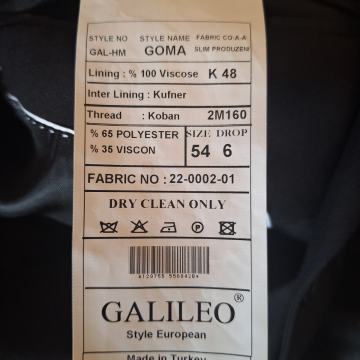 STYLE NO STYLE NAME FABRIC CO-A-A
GAL-HM GOMA SLIM PRODUZENI
Lining : % 100 Viscose K 48
Inter Lining : Kufner
Thread : Koban 2M160
% 65 POLYESTER SIZE DROP
% 35 VISCON 54 6
FABRIC NO : 22-0002-01
DRY CLEAN ONLY
P
GALILEO®
Style European
Made in Turkey